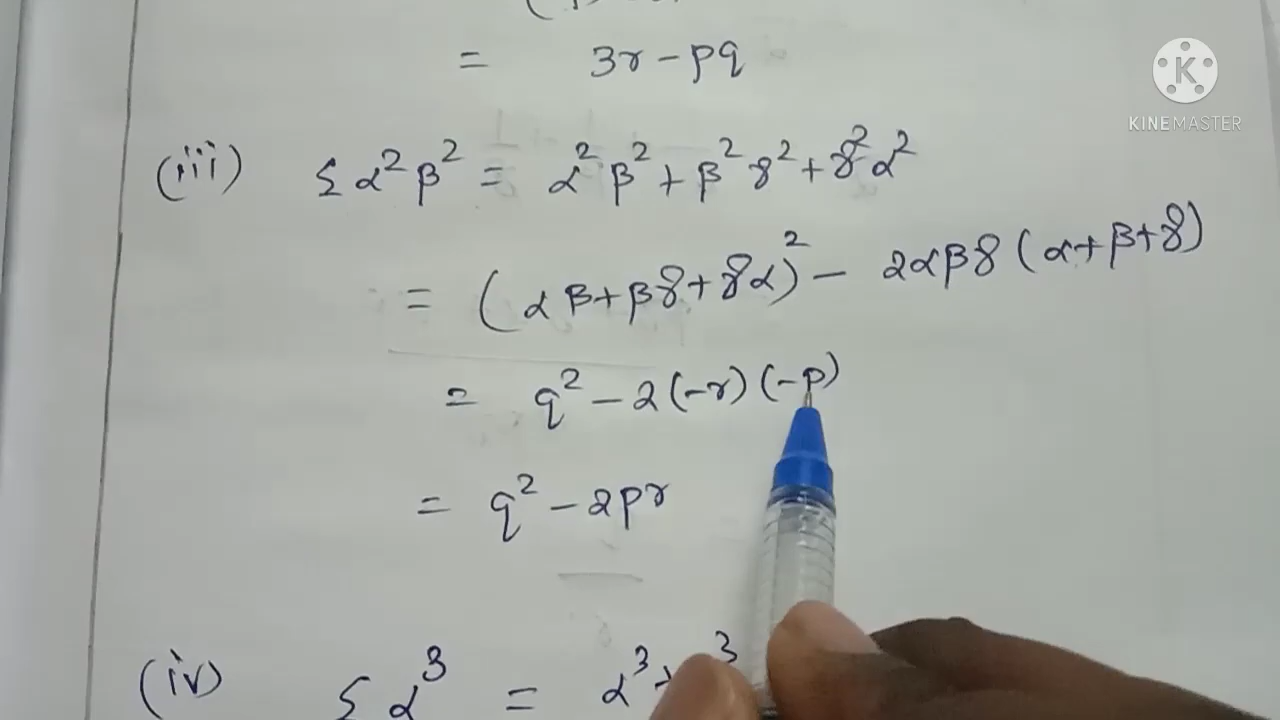 = 3r - pq
KINEMASTER
(iii) Σα²β² = α²β² + β²γ² + γ²α²
= (αβ + βγ + γα)² - 2αβγ (α+β+γ)
= q² - 2(-r)(-p)
= q² - 2pr
(iv) Σα³ = α³ +